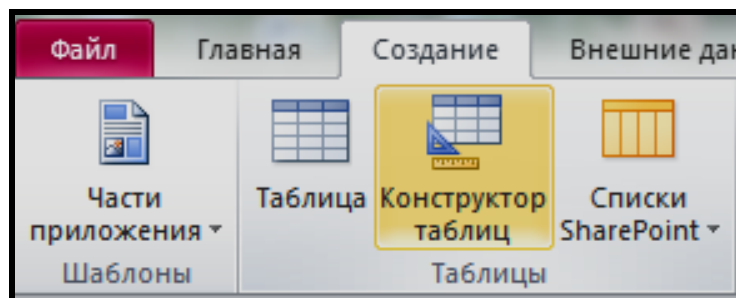 Файл Главная Создание Внешние дан
Части приложения
Таблица
Конструктор таблиц
Списки SharePoint
Шаблоны
Таблицы